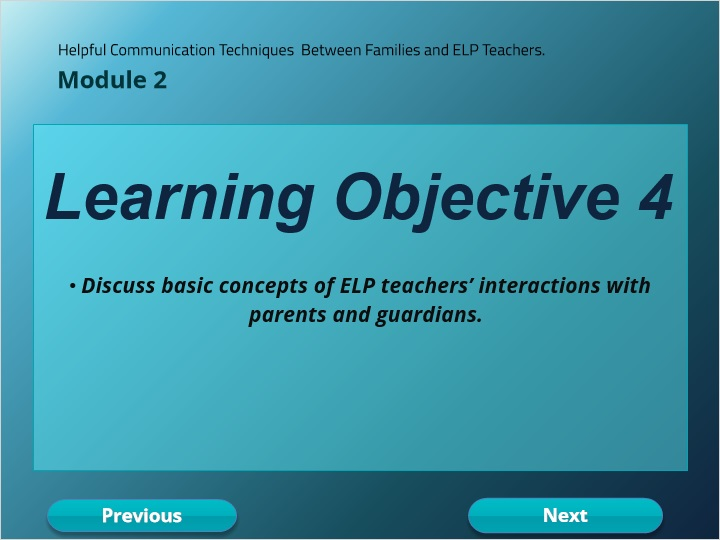 Helpful Communication Techniques  Between Families and ELP Teachers.
Module 2
Learning Objective 4
• Discuss basic concepts of ELP teachers’ interactions with
parents and guardians.
Previous
Next